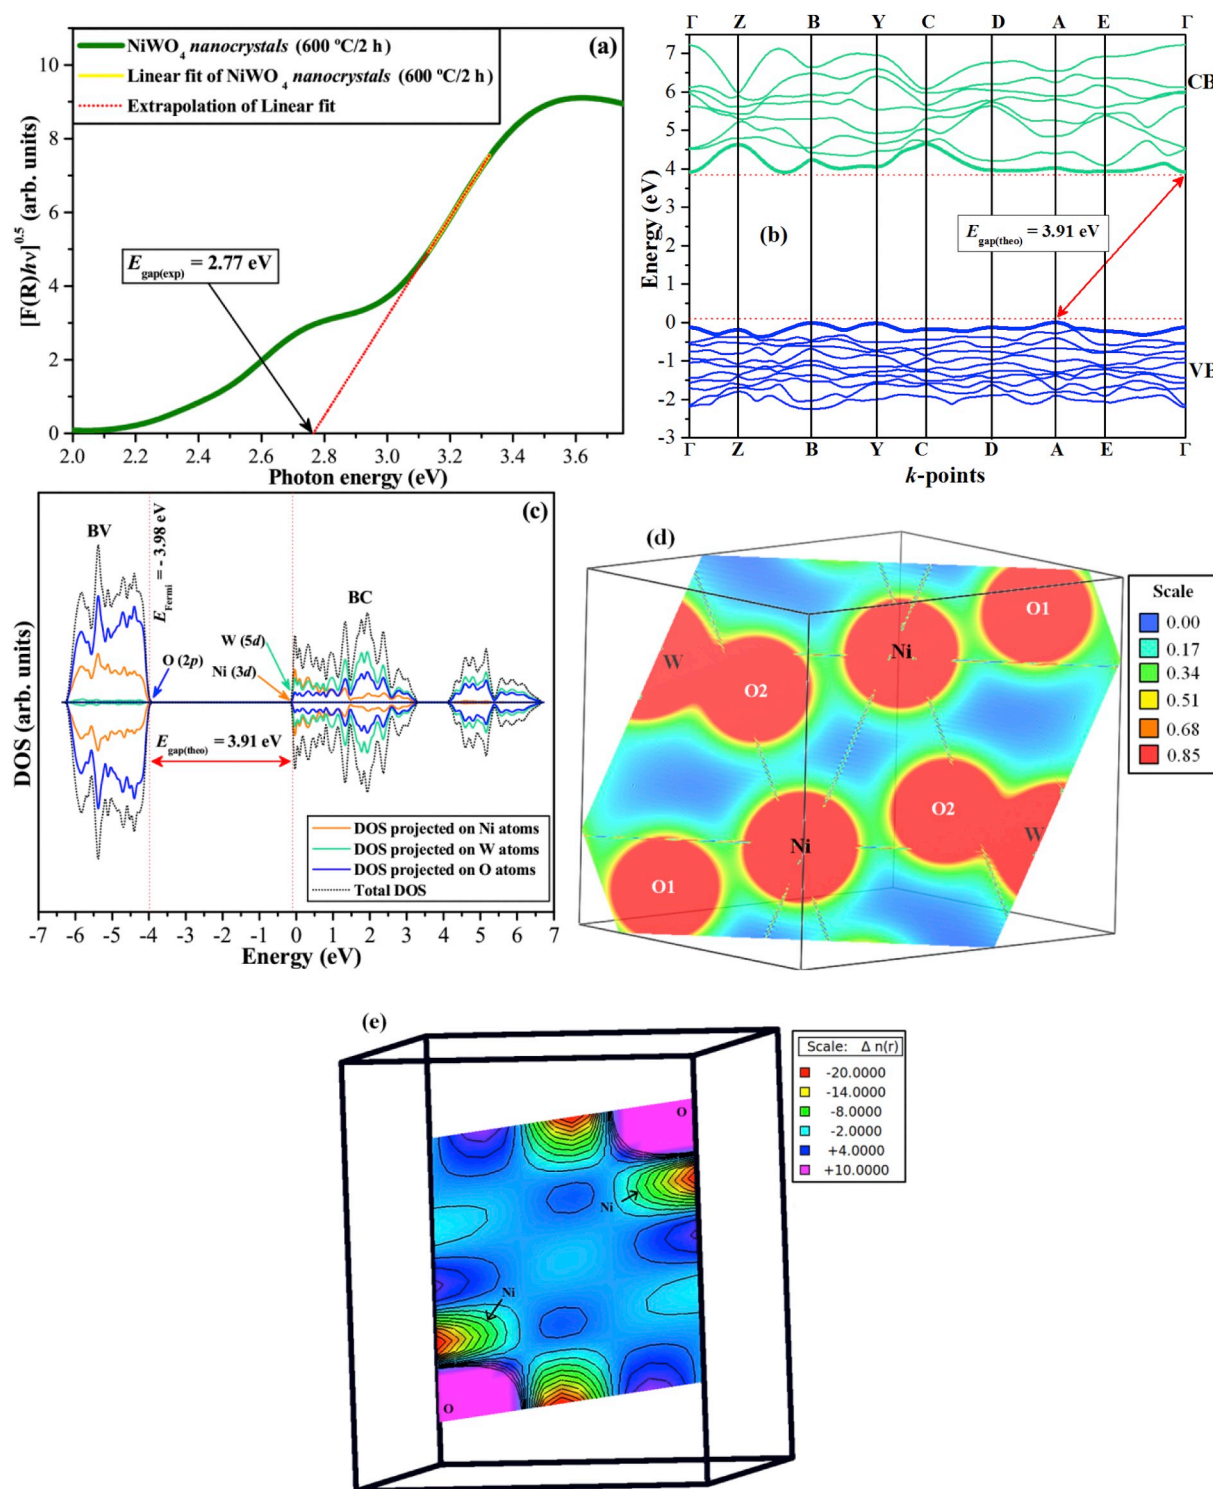 (a)
NiWO4 nanocrystals (600 ºC/2 h)
Linear fit of NiWO4 nanocrystals (600 ºC/2 h)
Extrapolation of Linear fit
[F(R)hν]^0.5 (arb. units)
10
8
6
4
2
0
Egap(exp) = 2.77 eV
2.0 2.2 2.4 2.6 2.8 3.0 3.2 3.4 3.6
Photon energy (eV)
Γ Z B Y C D A E Γ
Energy (eV)
7
6
5
4
3
2
1
0
-1
-2
-3
CB
(b)
Egap(theo) = 3.91 eV
VB
Γ Z B Y C D A E Γ
k-points
(c)
DOS (arb. units)
BV
EFermi = - 3.98 eV
BC
W (5d)
O (2p)
Ni (3d)
Egap(theo) = 3.91 eV
DOS projected on Ni atoms
DOS projected on W atoms
DOS projected on O atoms
Total DOS
-7 -6 -5 -4 -3 -2 -1 0 1 2 3 4 5 6 7
Energy (eV)
(d)
O1
W
Ni
O2
O2
W
Ni
O1
Scale
0.00
0.17
0.34
0.51
0.68
0.85
(e)
O
Ni
Ni
O
Scale: Δ n(r)
-20.0000
-14.0000
-8.0000
-2.0000
+4.0000
+10.0000